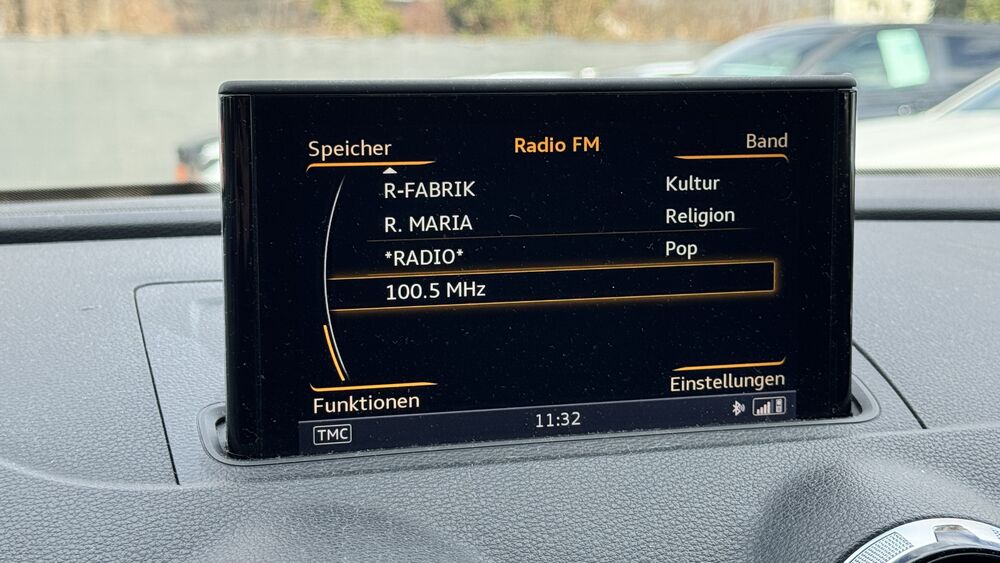 Speicher Radio FM Band
R-FABRIK Kultur
R. MARIA Religion
*RADIO* Pop
100.5 MHz
Funktionen Einstellungen
TMC 11:32